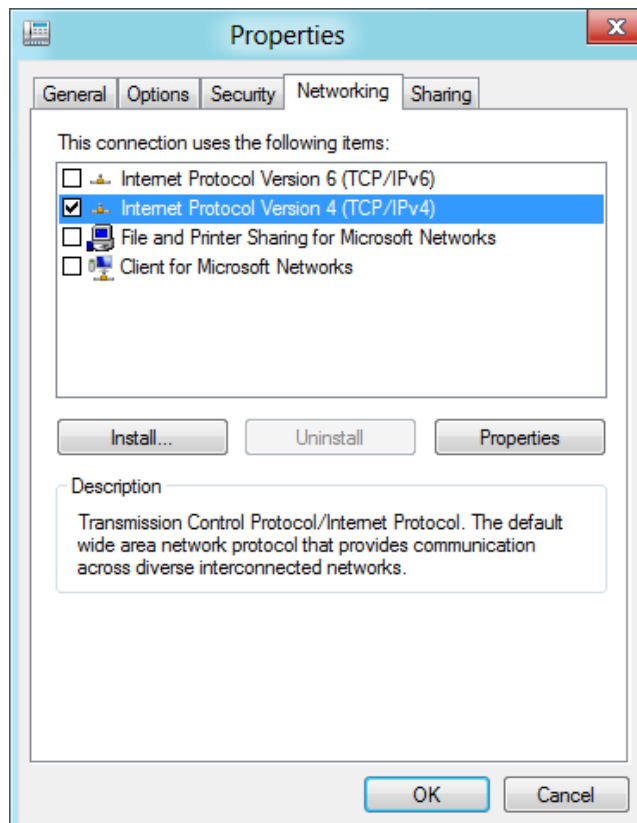 Properties
x
General Options Security Networking Sharing
This connection uses the following items:
Internet Protocol Version 6 (TCP/IPv6)
Internet Protocol Version 4 (TCP/IPv4)
File and Printer Sharing for Microsoft Networks
Client for Microsoft Networks
Install... Uninstall Properties
Description
Transmission Control Protocol/Internet Protocol. The default
wide area network protocol that provides communication
across diverse interconnected networks.
OK Cancel